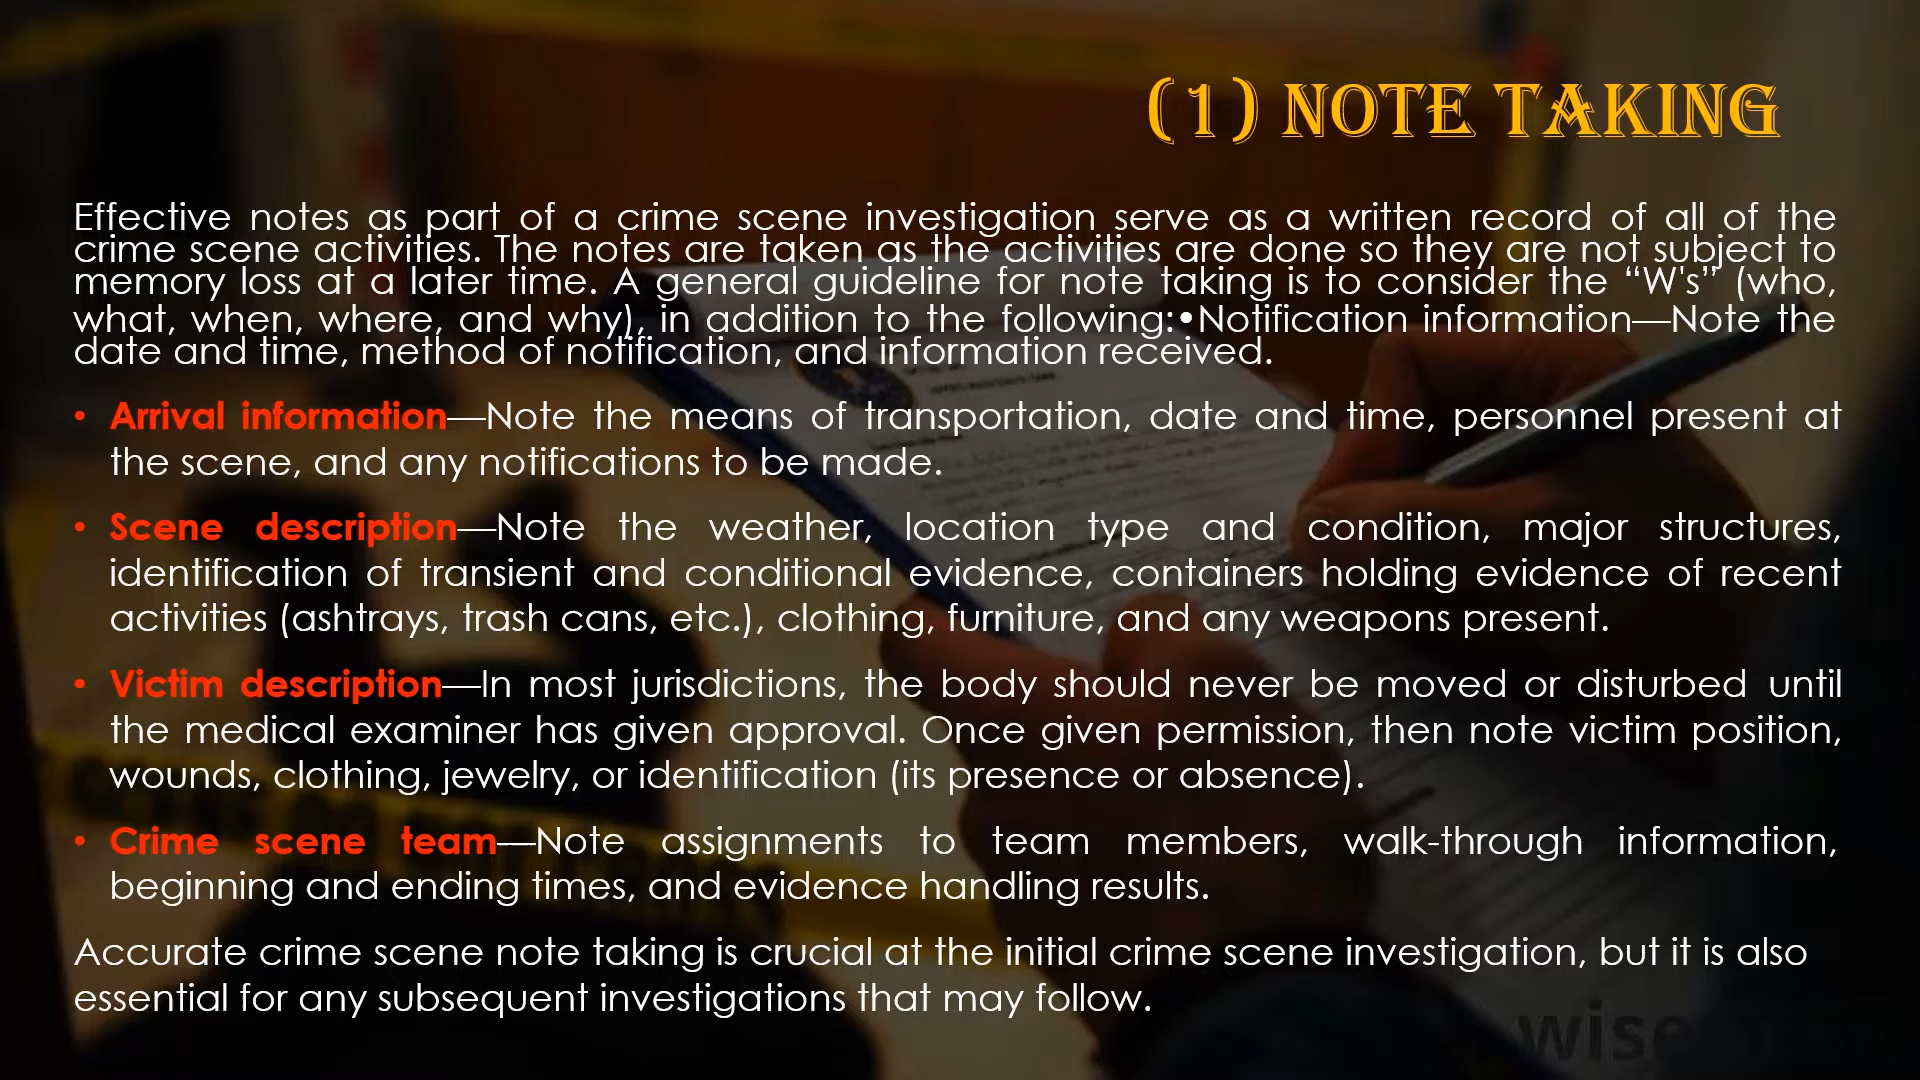 (1) NOTE TAKING
Effective notes as part of a crime scene investigation serve as a written record of all of the
crime scene activities. The notes are taken as the activities are done so they are not subject to
memory loss at a later time. A general guideline for note taking is to consider the “W's” (who,
what, when, where, and why), in addition to the following:•Notification information—Note the
date and time, method of notification, and information received.
• Arrival information—Note the means of transportation, date and time, personnel present at
the scene, and any notifications to be made.
• Scene description—Note the weather, location type and condition, major structures,
identification of transient and conditional evidence, containers holding evidence of recent
activities (ashtrays, trash cans, etc.), clothing, furniture, and any weapons present.
• Victim description—In most jurisdictions, the body should never be moved or disturbed until
the medical examiner has given approval. Once given permission, then note victim position,
wounds, clothing, jewelry, or identification (its presence or absence).
• Crime scene team—Note assignments to team members, walk-through information,
beginning and ending times, and evidence handling results.
Accurate crime scene note taking is crucial at the initial crime scene investigation, but it is also
essential for any subsequent investigations that may follow.